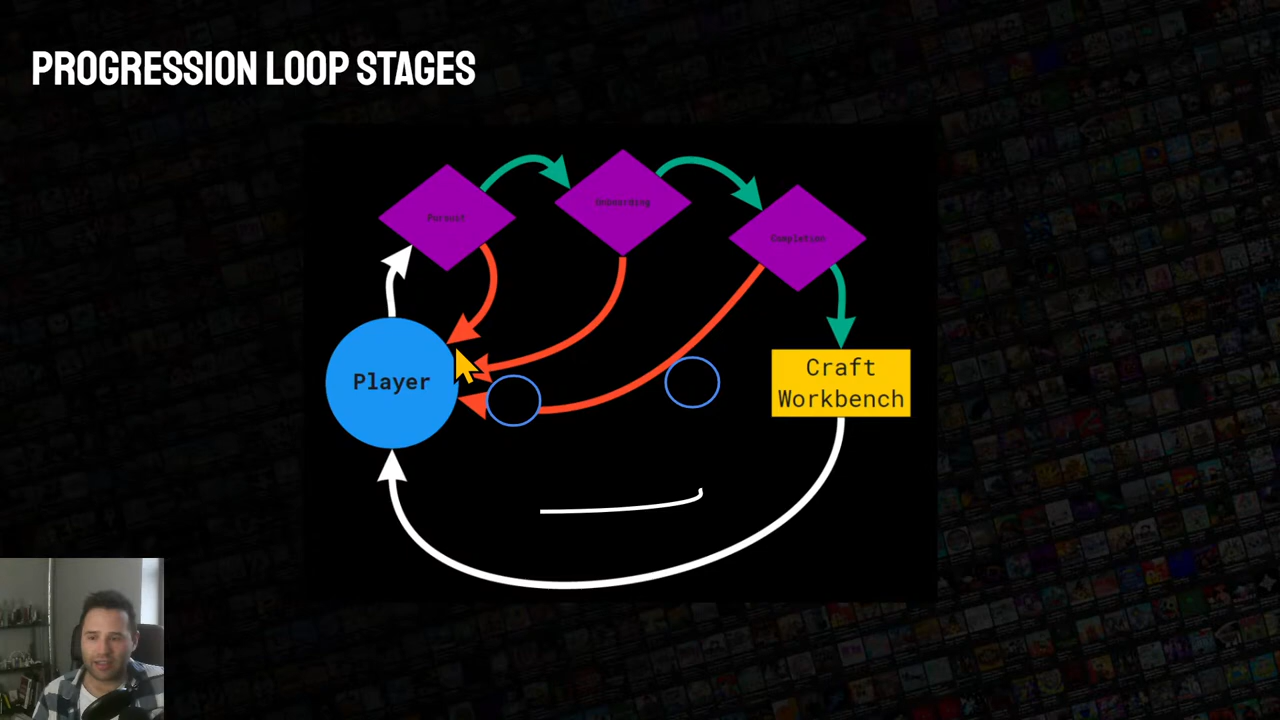 PROGRESSION LOOP STAGES
Pursuit
Onboarding
Completion
Player
Craft
Workbench